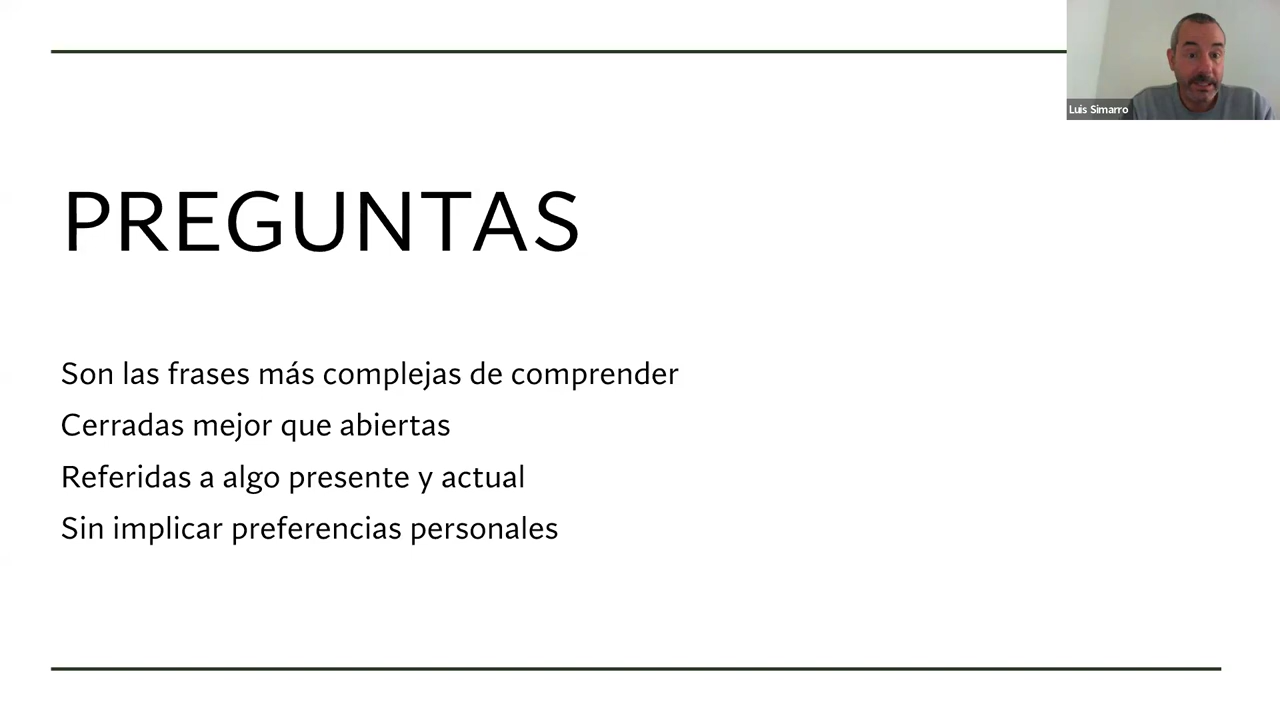 Luis Simarro
PREGUNTAS
Son las frases más complejas de comprender
Cerradas mejor que abiertas
Referidas a algo presente y actual
Sin implicar preferencias personales